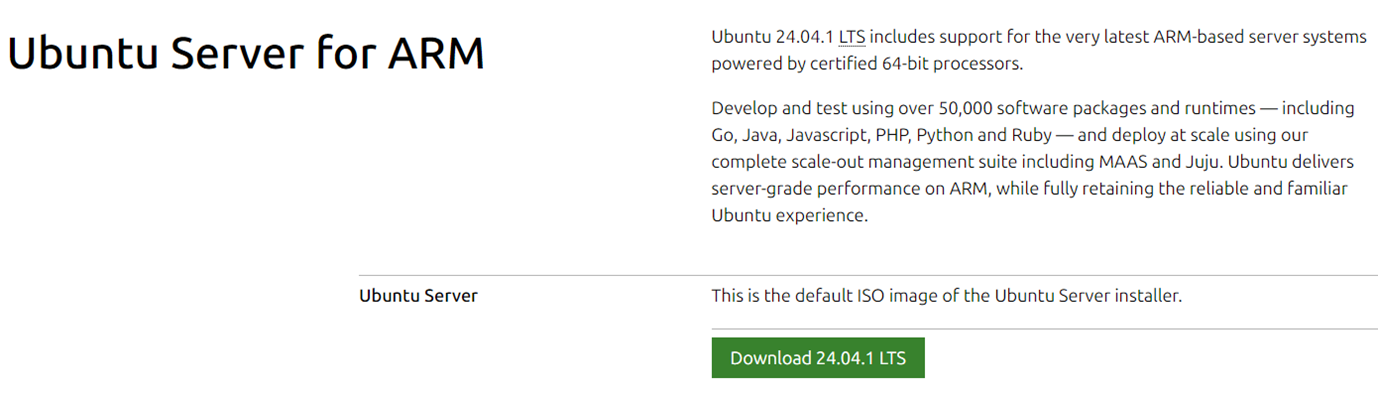 Ubuntu Server for ARM
Ubuntu 24.04.1 LTS includes support for the very latest ARM-based server systems
powered by certified 64-bit processors.
Develop and test using over 50,000 software packages and runtimes — including
Go, Java, Javascript, PHP, Python and Ruby — and deploy at scale using our
complete scale-out management suite including MAAS and Juju. Ubuntu delivers
server-grade performance on ARM, while fully retaining the reliable and familiar
Ubuntu experience.
Ubuntu Server
This is the default ISO image of the Ubuntu Server installer.
Download 24.04.1 LTS